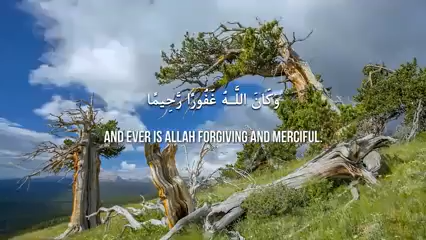 وَكَانَ اللَّـهُ غَفُورًا رَّحِيمًا
AND EVER IS ALLAH FORGIVING AND MERCIFUL.